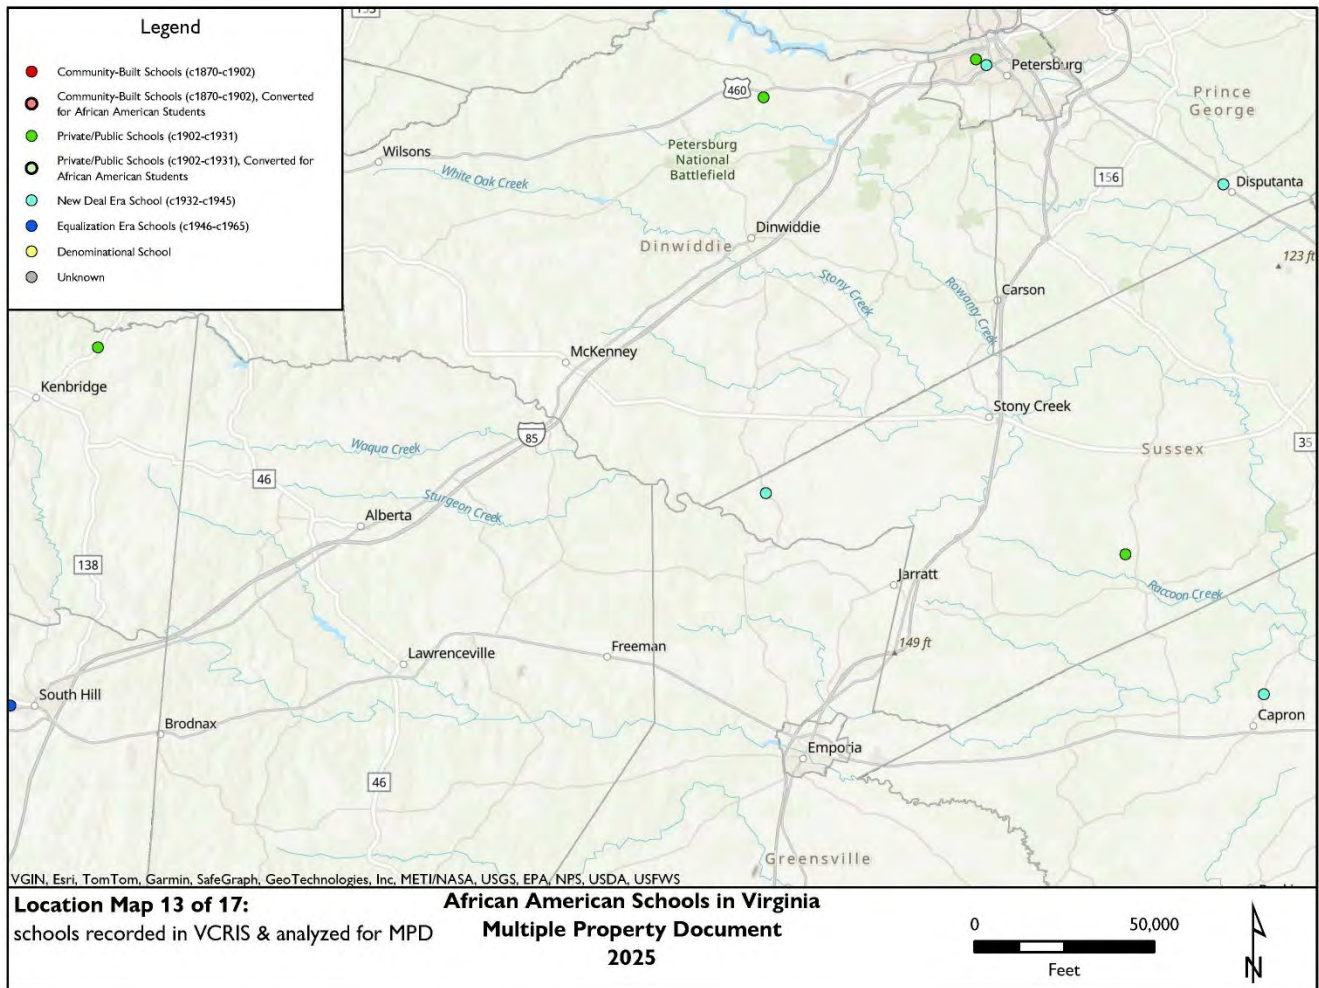 Legend
Community-Built Schools (c1870-c1902)
Community-Built Schools (c1870-c1902), Converted
for African American Students
Private/Public Schools (c1902-c1931)
Private/Public Schools (c1902-c1931), Converted for
African American Students
New Deal Era School (c1932-c1945)
Equalization Era Schools (c1946-c1965)
Denominational School
Unknown
Petersburg
460
Prince
George
Petersburg
National
Battlefield
Wilsons
White Oak Creek
156
Disputanta
Dinwiddie
Dinwiddie
123 ft
Stony Creek
Rowanty Creek
Carson
McKenney
Kenbridge
Stony Creek
85
Waqua Creek
Sussex
35
46
Sturgeon Creek
Alberta
138
Jarratt
Raccoon Creek
149 ft
Freeman
Lawrenceville
South Hill
Brodnax
Capron
Emporia
46
Greensville
VGIN, Esri, TomTom, Garmin, SafeGraph, GeoTechnologies, Inc, METI/NASA, USGS, EPA, NPS, USDA, USFWS
Location Map 13 of 17:
schools recorded in VCRIS & analyzed for MPD
African American Schools in Virginia
Multiple Property Document
2025
0 50,000
Feet
N